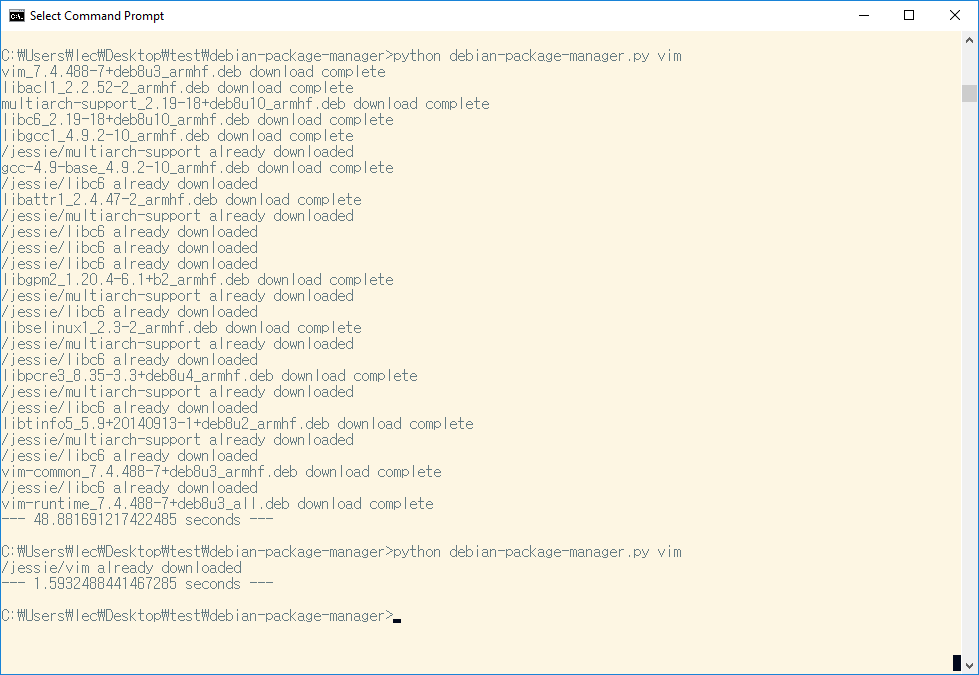 Select Command Prompt
C:₩Users₩lec₩Desktop₩test₩debian-package-manager>python debian-package-manager.py vim
vim_7.4.488-7+deb8u3_armhf.deb download complete
libacl1_2.2.52-2_armhf.deb download complete
multiarch-support_2.19-18+deb8u10_armhf.deb download complete
libc6_2.19-18+deb8u10_armhf.deb download complete
libgcc1_4.9.2-10_armhf.deb download complete
/jessie/multiarch-support already downloaded
gcc-4.9-base_4.9.2-10_armhf.deb download complete
/jessie/libc6 already downloaded
libattr1_2.4.47-2_armhf.deb download complete
/jessie/multiarch-support already downloaded
/jessie/libc6 already downloaded
/jessie/libc6 already downloaded
/jessie/libc6 already downloaded
libgpm2_1.20.4-6.1+b2_armhf.deb download complete
/jessie/multiarch-support already downloaded
/jessie/libc6 already downloaded
libselinux1_2.3-2_armhf.deb download complete
/jessie/multiarch-support already downloaded
/jessie/libc6 already downloaded
libpcre3_8.35-3.3+deb8u4_armhf.deb download complete
/jessie/multiarch-support already downloaded
/jessie/libc6 already downloaded
libtinfo5_5.9+20140913-1+deb8u2_armhf.deb download complete
/jessie/multiarch-support already downloaded
/jessie/libc6 already downloaded
vim-common_7.4.488-7+deb8u3_armhf.deb download complete
/jessie/libc6 already downloaded
vim-runtime_7.4.488-7+deb8u3_all.deb download complete
--- 48.881691217422485 seconds ---
C:₩Users₩lec₩Desktop₩test₩debian-package-manager>python debian-package-manager.py vim
/jessie/vim already downloaded
--- 1.5932488441467285 seconds ---
C:₩Users₩lec₩Desktop₩test₩debian-package-manager>